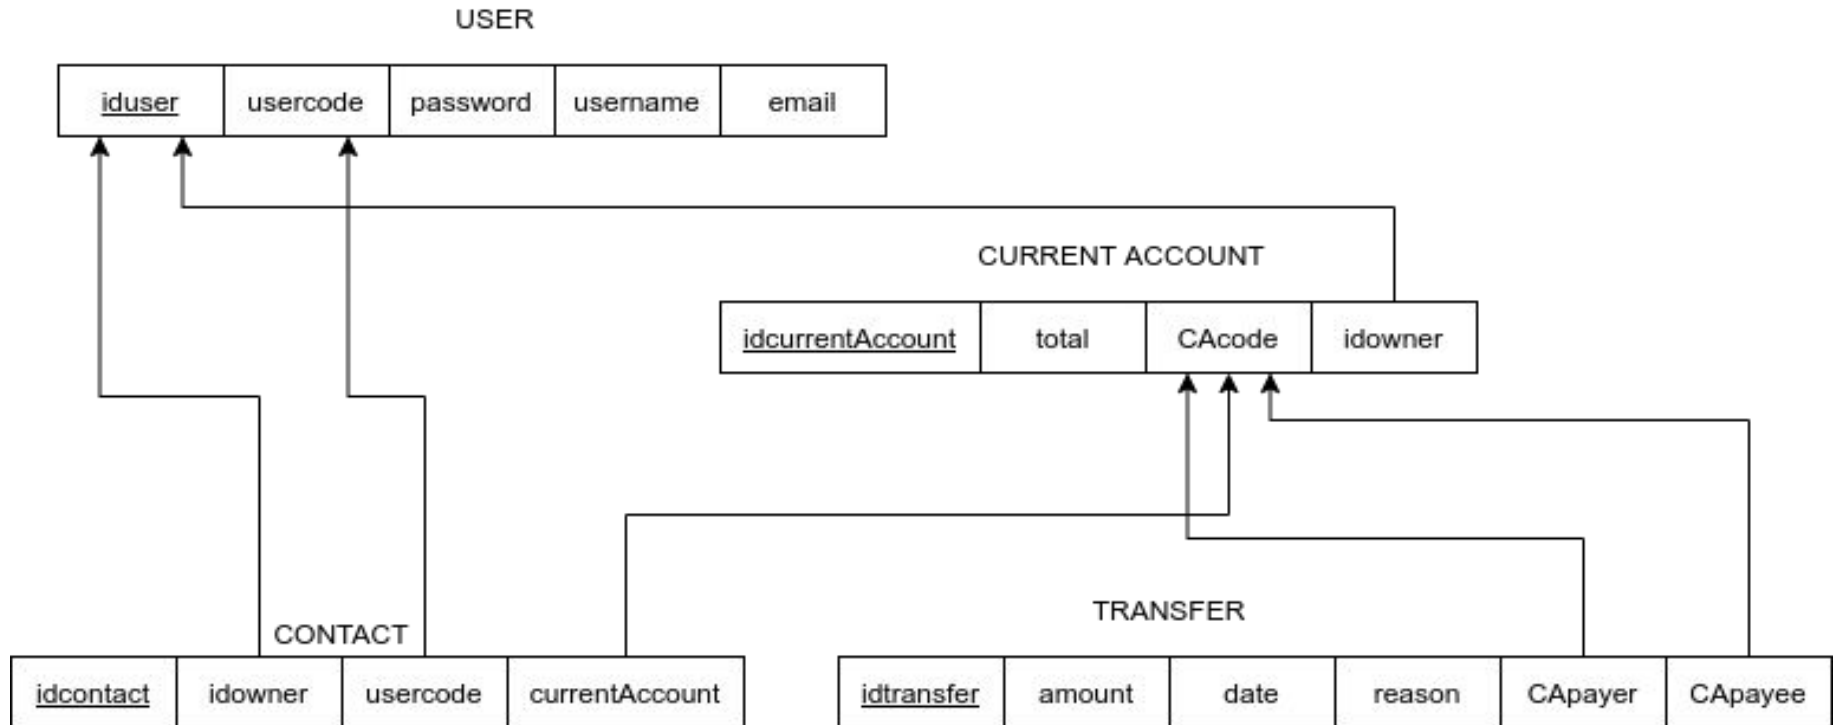 USER
iduser usercode password username email
CURRENT ACCOUNT
idcurrentAccount total CAcode idowner
CONTACT
idcontact idowner usercode currentAccount
TRANSFER
idtransfer amount date reason CApayer CApayee